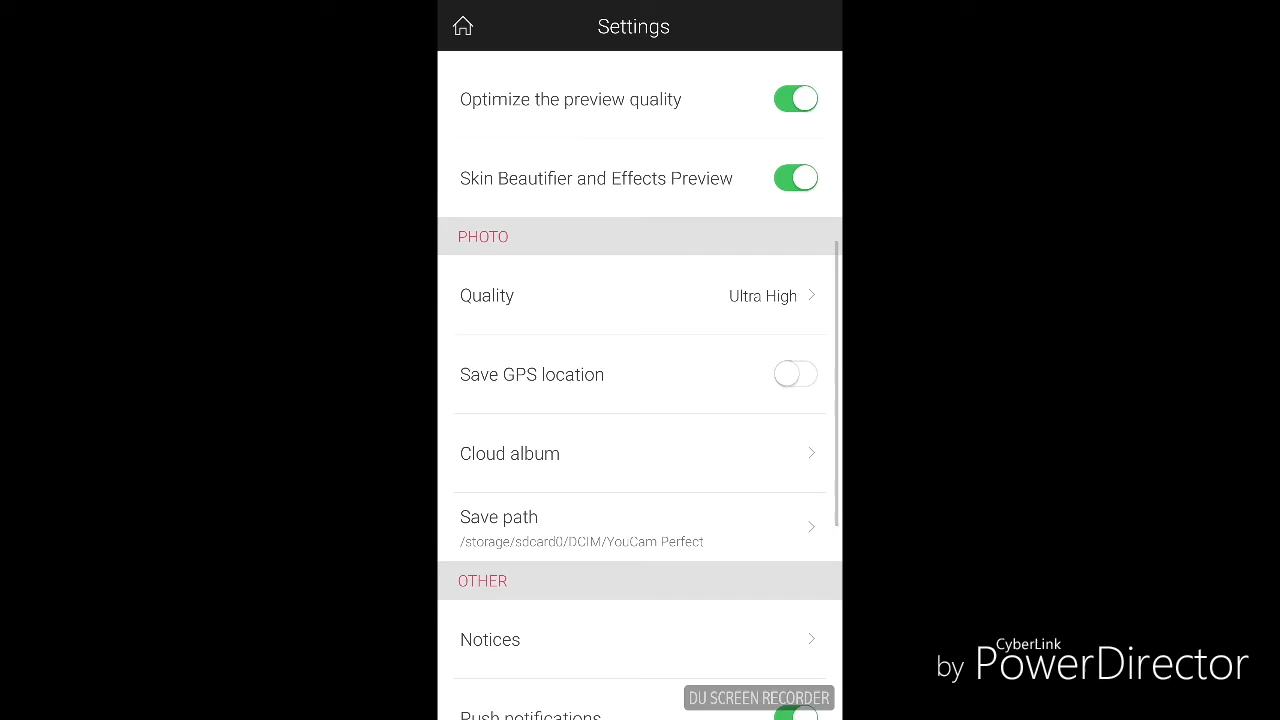 Settings
Optimize the preview quality
Skin Beautifier and Effects Preview
PHOTO
Quality Ultra High
Save GPS location
Cloud album
Save path
/storage/sdcard0/DCIM/YouCam Perfect
OTHER
Notices
Push notifications
DU SCREEN RECORDER
CyberLink
by PowerDirector